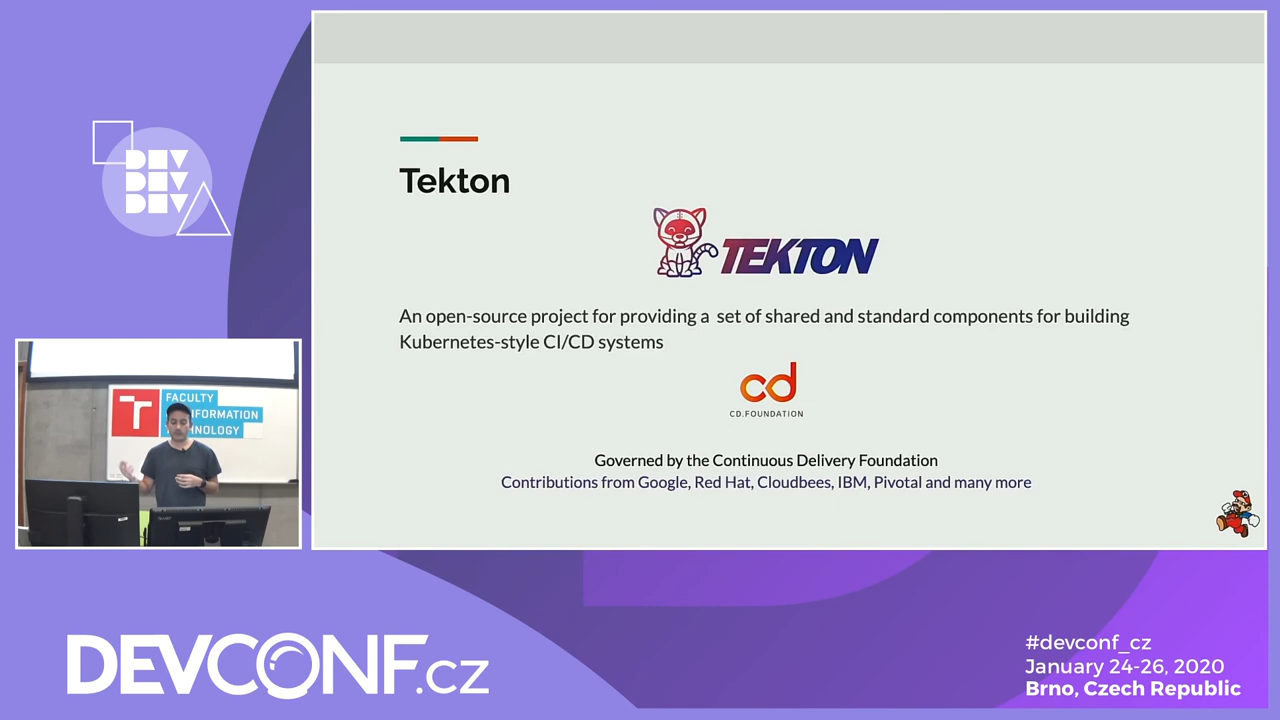 DEV
DEV
DEV
Tekton
TEKTON
An open-source project for providing a set of shared and standard components for building
Kubernetes-style CI/CD systems
cd
CD.FOUNDATION
Governed by the Continuous Delivery Foundation
Contributions from Google, Red Hat, Cloudbees, IBM, Pivotal and many more
FACULTY
INFORMATION
TECHNOLOGY
DEVCONF.cz
#devconf_cz
January 24-26, 2020
Brno, Czech Republic